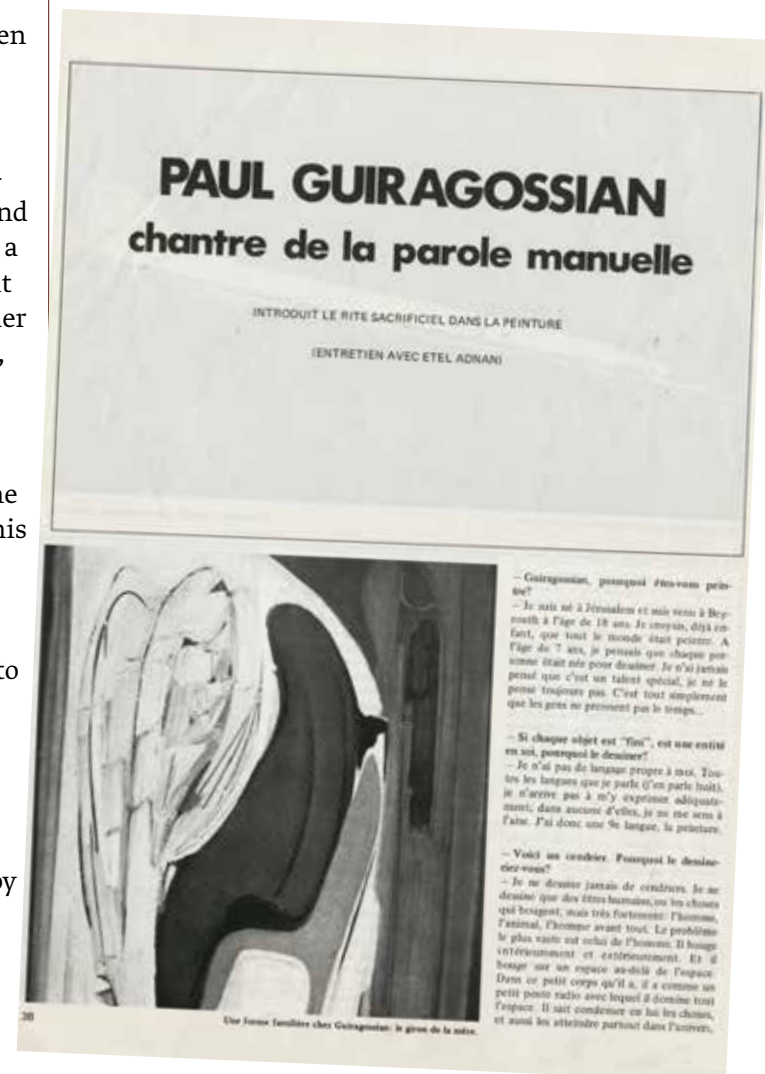 en
nd
a
t
er
,
ne
his
to
by
PAUL GUIRAGOSSIAN
chantre de la parole manuelle
INTRODUIT LE RITE SACRIFICIEL DANS LA PEINTURE
(ENTRETIEN AVEC ETEL ADNAN)
— Guiragossian, pourquoi êtes-vous pein-
tre?
— Je suis né à Jérusalem et suis venu à Bey-
routh à l'âge de 18 ans. Je croyais, déjà en-
fant, que tout le monde était peintre. A
l'âge de 7 ans, je pensais que chaque per-
sonne était née pour dessiner. Je n'ai jamais
pensé que c'est un talent spécial, je ne le
pense toujours pas. C'est tout simplement
que les gens ne prennent pas le temps...
— Si chaque objet est "fini", est une entité
en soi, pourquoi le dessiner?
— Je n'ai pas de langage propre à moi. Tou-
tes les langues que je parle (j'en parle huit),
je n'arrive pas à m'y exprimer adéquate-
ment; dans aucune d'elles, je ne me sens à
l'aise. J'ai donc une 9e langue, la peinture.
— Voici un cendrier. Pourquoi le dessine-
riez-vous?
— Je ne dessine jamais de cendriers. Je ne
dessine que des êtres humains, ou les choses
qui bougent, mais très fortement: l'homme,
l'animal, l'homme avant tout. Le problème
le plus vaste est celui de l'homme. Il bouge
intérieurement et extérieurement. Et il
bouge sur un espace au-delà de l'espace.
Dans ce petit corps qu'il a, il a comme un
petit poste radio avec lequel il domine tout
l'espace. Il sait condenser en lui les choses,
et aussi les atteindre partout dans l'univers,
Une forme familière chez Guiragossian: le giron de la mère.
38